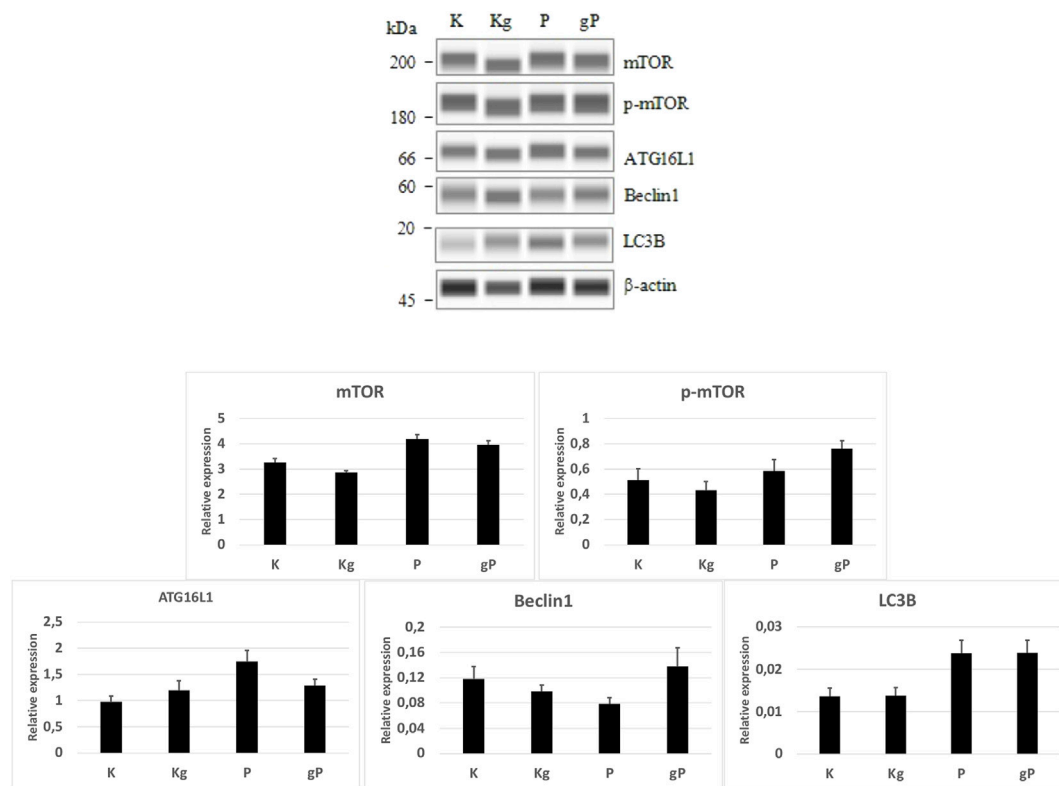 kDa K Kg P gP
200 mTOR
180 p-mTOR
66 ATG16L1
60 Beclin1
20 LC3B
45 β-actin
mTOR
Relative expression
5
4
3
2
1
0
K Kg P gP
p-mTOR
Relative expression
1
0,8
0,6
0,4
0,2
0
K Kg P gP
ATG16L1
Relative expression
2,5
2
1,5
1
0,5
0
K Kg P gP
Beclin1
Relative expression
0,2
0,16
0,12
0,08
0,04
0
K Kg P gP
LC3B
Relative expression
0,03
0,02
0,01
0
K Kg P gP